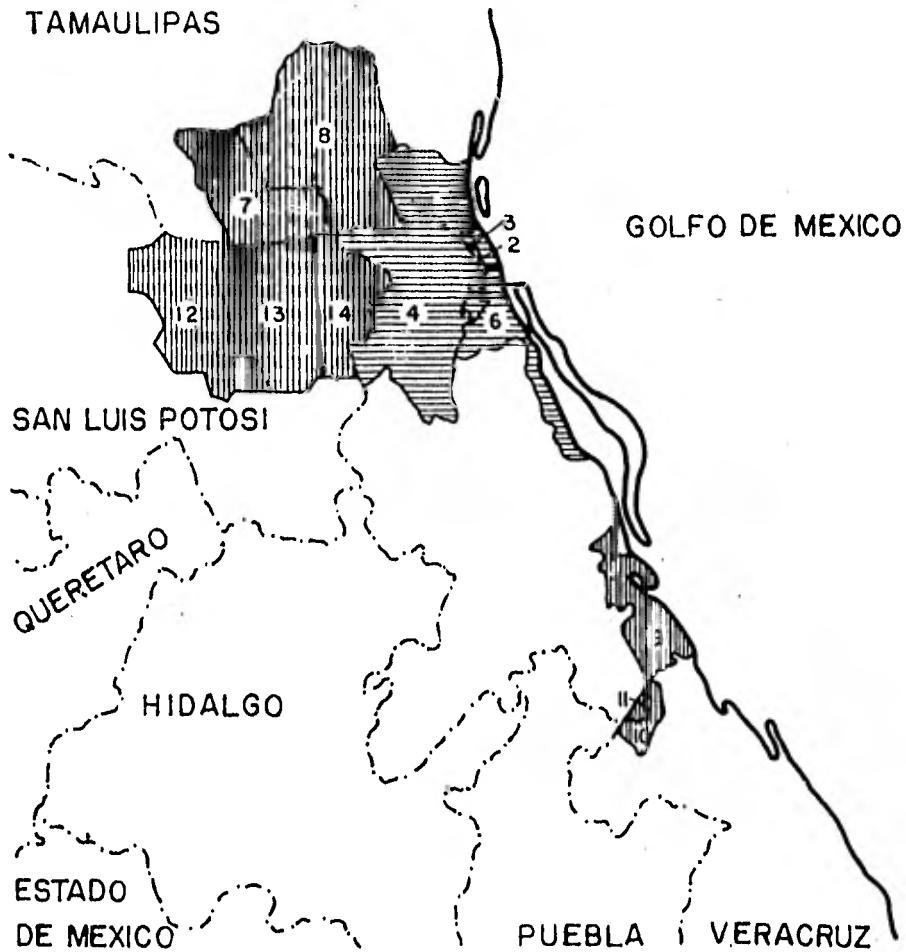 TAMAULIPAS
8
7
3
GOLFO DE MEXICO
2
12
13
14
4
6
SAN LUIS POTOSI
QUERETARO
HIDALGO
11
10
ESTADO
DE MEXICO
PUEBLA
VERACRUZ